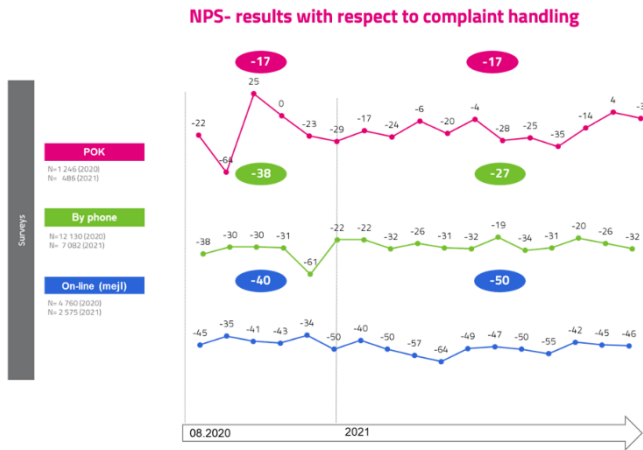 NPS- results with respect to complaint handling
-17 -17
25
-22 -64 0 -23 -29 -17 -24 -6 -20 -4 -28 -25 -35 -14 4
POK
N=1 246 (2020)
N= 486 (2021)
-38 -27
By phone
N=12 130 (2020)
N= 7 082 (2021)
-38 -30 -30 -31 -61 -22 -22 -32 -26 -31 -32 -19 -34 -31 -20 -26 -32
Surveys
On-line (mejl)
N=4 760 (2020)
N= 2 575 (2021)
-40 -50
-45 -35 -41 -43 -34 -50 -40 -50 -57 -64 -49 -47 -50 -55 -42 -45 -46
08.2020 2021